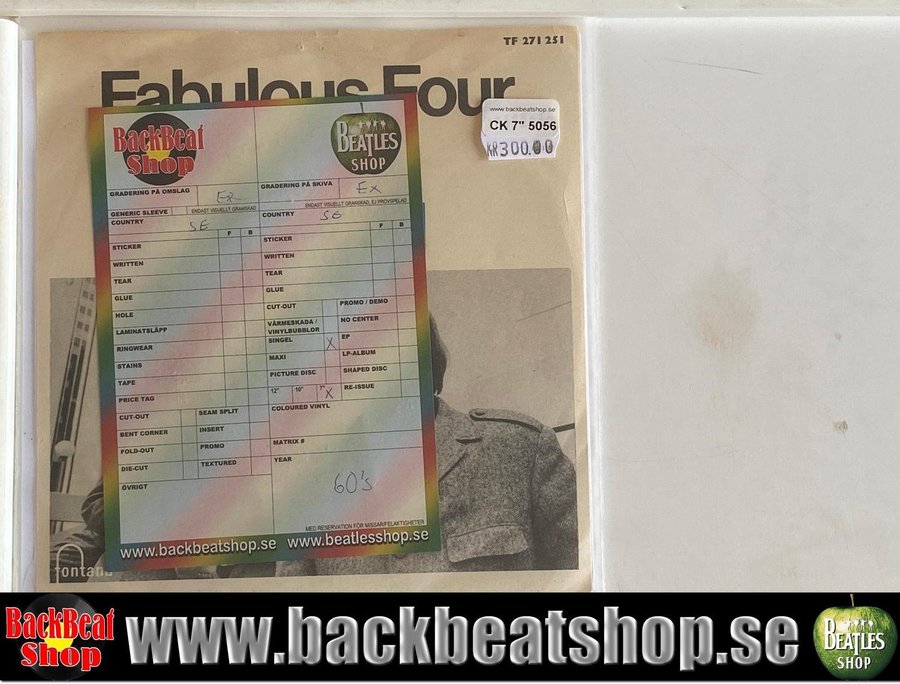 TF 271 251
Fabulous Four
www.backbeatshop.se
CK 7" 5056
KR300.00
BackBeat
Shop
BEATLES
SHOP
GRADERING PÅ OMSLAG Ex
GRADERING PÅ SKIVA Ex
GENERIC SLEEVE ENDAST VISUELLT GRANSKAD
ENDAST VISUELLT GRANSKAD, EJ PROVSPELAD
COUNTRY SE
COUNTRY SE
F B
F B
STICKER
WRITTEN
TEAR
GLUE
HOLE
LAMINATSLÄPP
RINGWEAR
STAINS
TAPE
PRICE TAG
CUT-OUT SEAM SPLIT
BENT CORNER INSERT
FOLD-OUT PROMO
DIE-CUT TEXTURED
ÖVRIGT
STICKER
WRITTEN
TEAR
GLUE
CUT-OUT PROMO / DEMO
VÄRMESKADA / NO CENTER
VINYLBUBBLOR
SINGEL X EP
MAXI LP-ALBUM
PICTURE DISC SHAPED DISC
12" 10" 7" X RE-ISSUE
COLOURED VINYL
MATRIX #
YEAR
60's
MED RESERVATION FÖR MISSAR/FELAKTIGHETER
www.backbeatshop.se www.beatlesshop.se
fontana
BackBeat
Shop
www.backbeatshop.se
BEATLES
SHOP